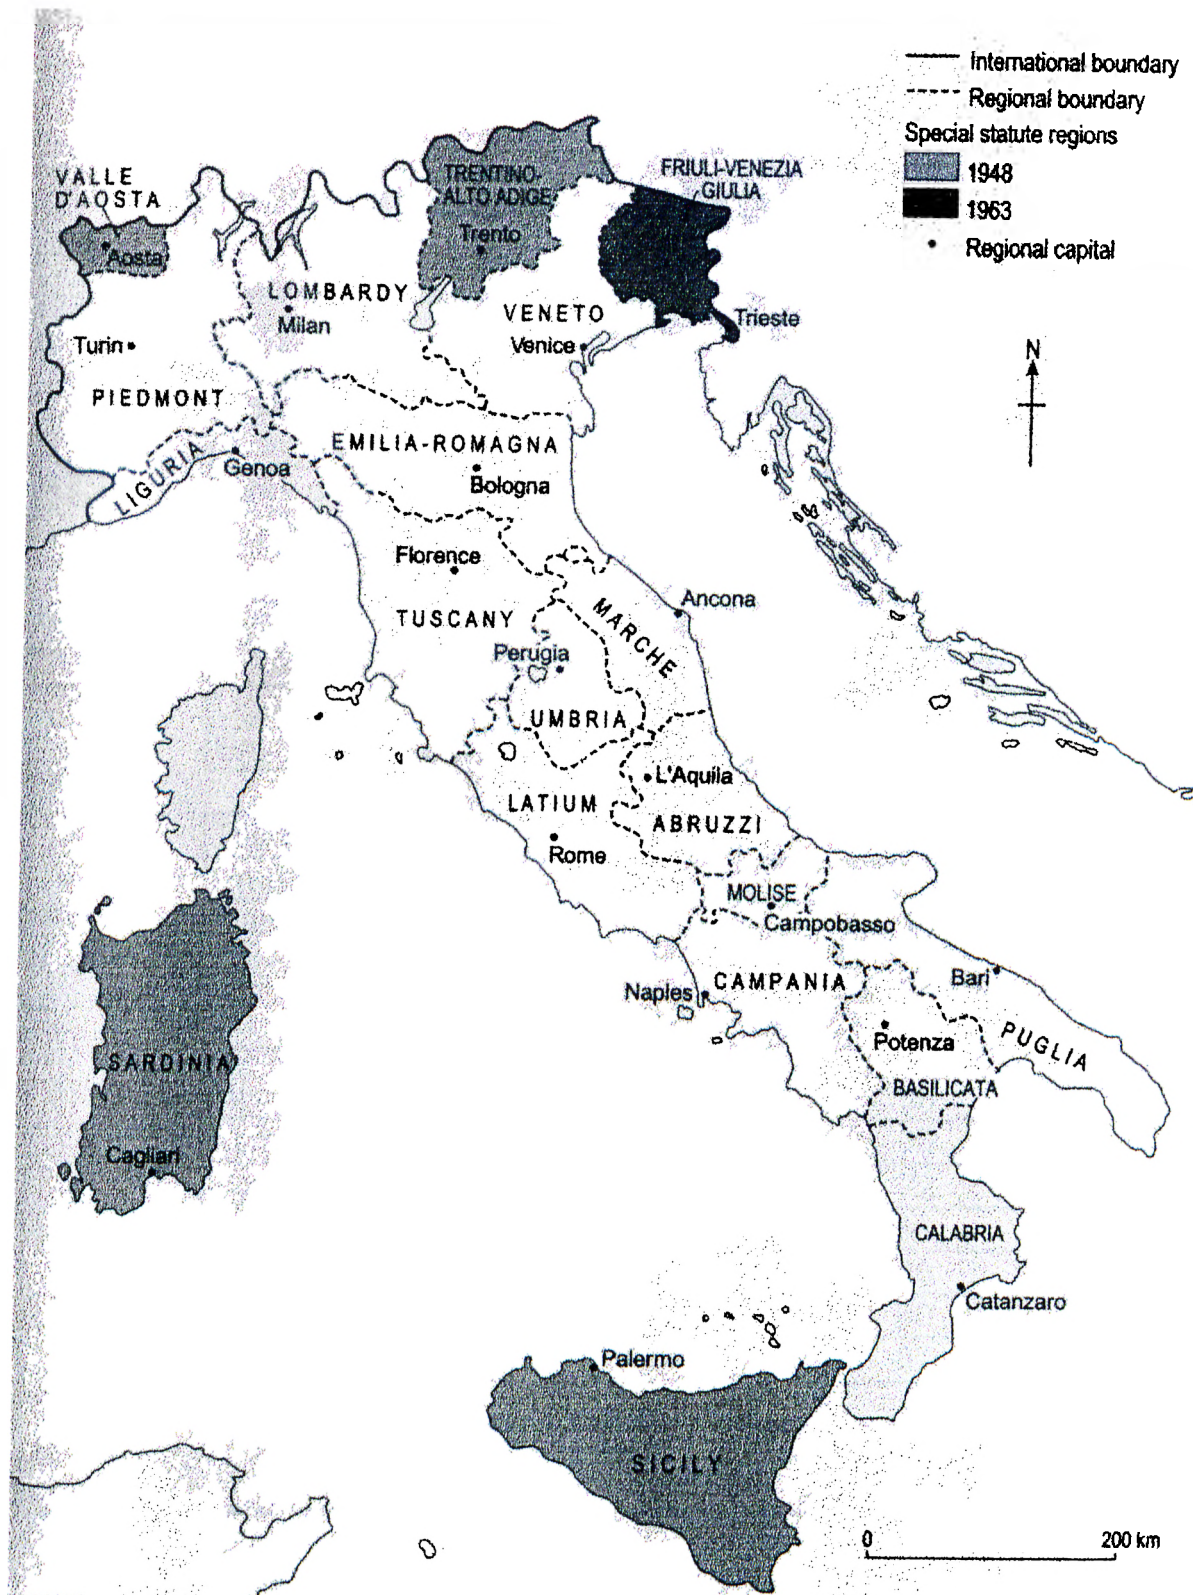 International boundary
Regional boundary
Special statute regions
1948
1963
Regional capital
N
VALLE
D'AOSTA
Aosta
TRENTINO-
ALTO ADIGE
Trento
FRIULI-VENEZIA
GIULIA
Trieste
LOMBARDY
Milan
VENETO
Venice
Turin
PIEDMONT
LIGURIA
Genoa
EMILIA-ROMAGNA
Bologna
Florence
TUSCANY
MARCHE
Ancona
Perugia
UMBRIA
L'Aquila
LATIUM
ABRUZZI
Rome
MOLISE
Campobasso
CAMPANIA
Naples
Bari
PUGLIA
Potenza
BASILICATA
SARDINIA
Cagliari
CALABRIA
Catanzaro
Palermo
SICILY
0 200 km